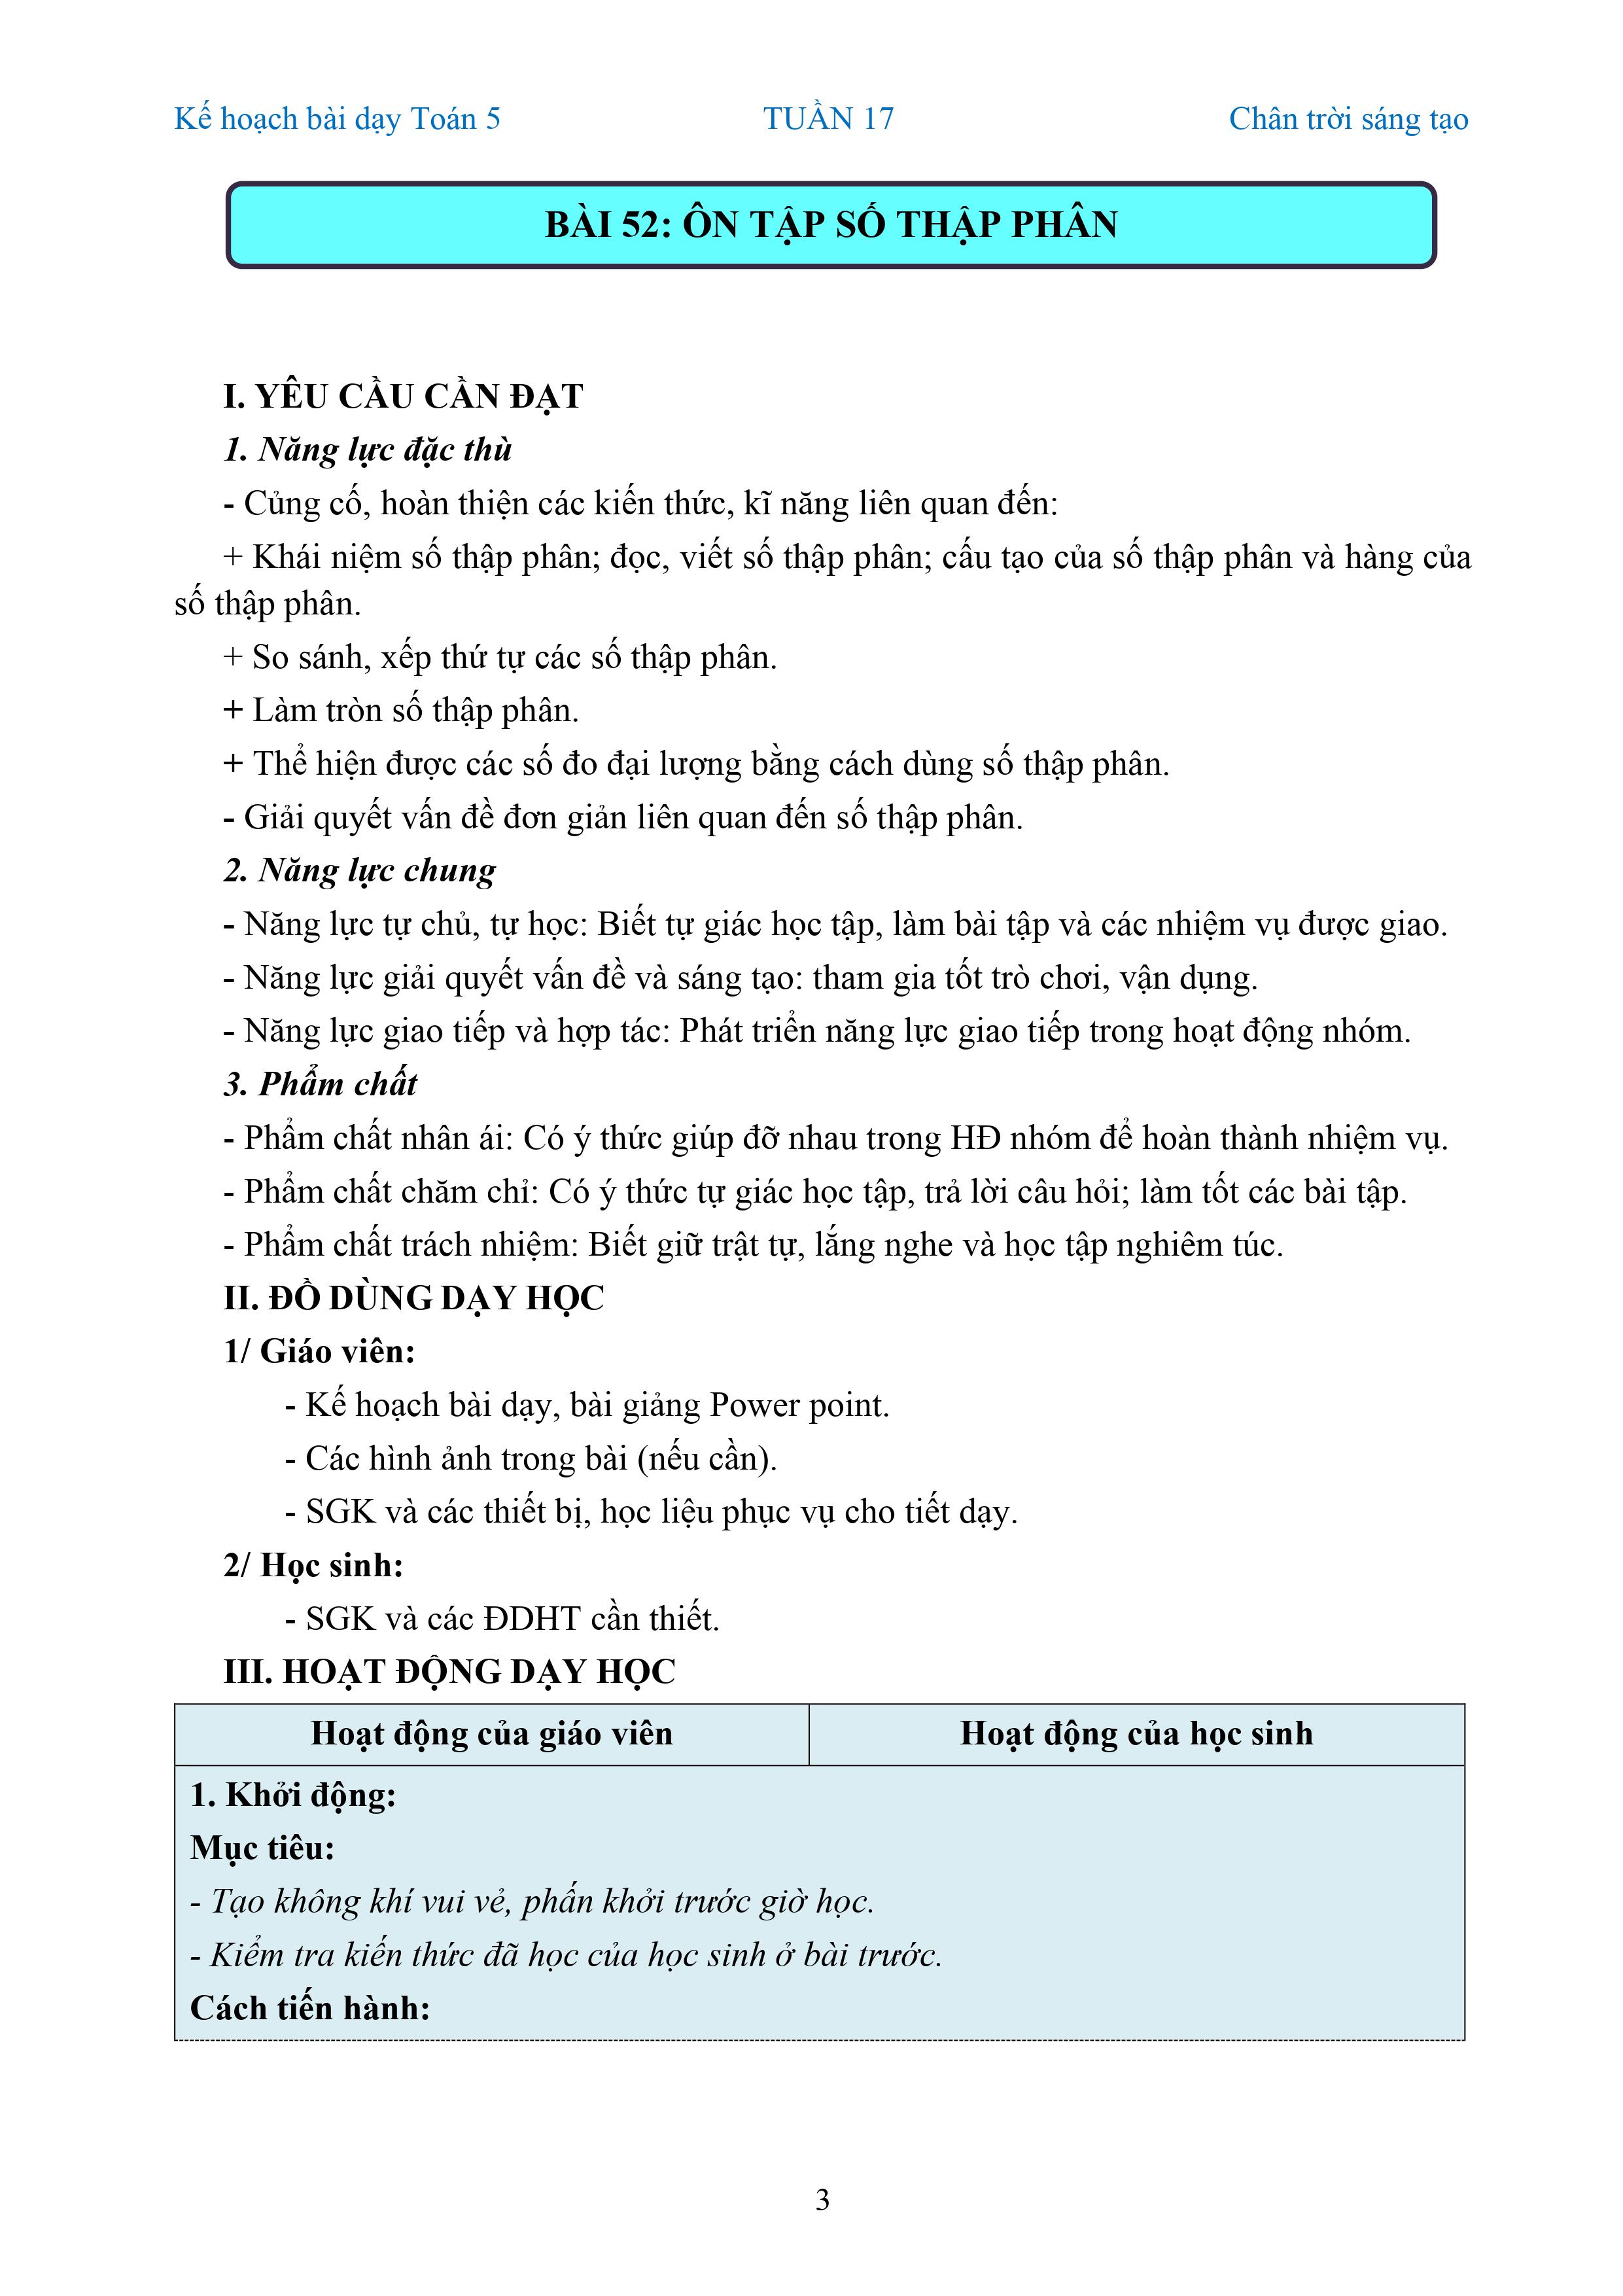 Kế hoạch bài dạy Toán 5 TUẦN 17 Chân trời sáng tạo
BÀI 52: ÔN TẬP SỐ THẬP PHÂN
I. YÊU CẦU CẦN ĐẠT
1. Năng lực đặc thù
- Củng cố, hoàn thiện các kiến thức, kĩ năng liên quan đến:
+ Khái niệm số thập phân; đọc, viết số thập phân; cấu tạo của số thập phân và hàng của
số thập phân.
+ So sánh, xếp thứ tự các số thập phân.
+ Làm tròn số thập phân.
+ Thể hiện được các số đo đại lượng bằng cách dùng số thập phân.
- Giải quyết vấn đề đơn giản liên quan đến số thập phân.
2. Năng lực chung
- Năng lực tự chủ, tự học: Biết tự giác học tập, làm bài tập và các nhiệm vụ được giao.
- Năng lực giải quyết vấn đề và sáng tạo: tham gia tốt trò chơi, vận dụng.
- Năng lực giao tiếp và hợp tác: Phát triển năng lực giao tiếp trong hoạt động nhóm.
3. Phẩm chất
- Phẩm chất nhân ái: Có ý thức giúp đỡ nhau trong HĐ nhóm để hoàn thành nhiệm vụ.
- Phẩm chất chăm chỉ: Có ý thức tự giác học tập, trả lời câu hỏi; làm tốt các bài tập.
- Phẩm chất trách nhiệm: Biết giữ trật tự, lắng nghe và học tập nghiêm túc.
II. ĐỒ DÙNG DẠY HỌC
1/ Giáo viên:
- Kế hoạch bài dạy, bài giảng Power point.
- Các hình ảnh trong bài (nếu cần).
- SGK và các thiết bị, học liệu phục vụ cho tiết dạy.
2/ Học sinh:
- SGK và các ĐDHT cần thiết.
III. HOẠT ĐỘNG DẠY HỌC
Hoạt động của giáo viên Hoạt động của học sinh
1. Khởi động:
Mục tiêu:
- Tạo không khí vui vẻ, phấn khởi trước giờ học.
- Kiểm tra kiến thức đã học của học sinh ở bài trước.
Cách tiến hành:
3